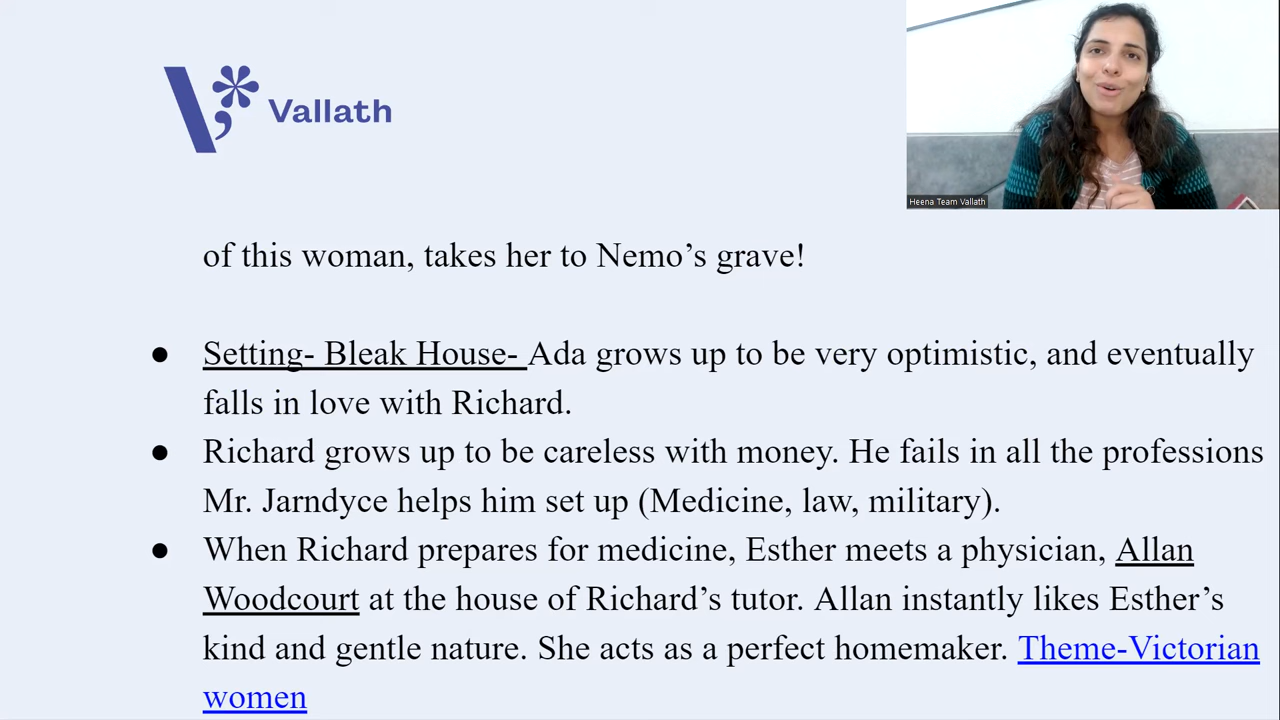 Vallath
Heena Team Vallath
of this woman, takes her to Nemo’s grave!
● Setting- Bleak House- Ada grows up to be very optimistic, and eventually
falls in love with Richard.
● Richard grows up to be careless with money. He fails in all the professions
Mr. Jarndyce helps him set up (Medicine, law, military).
● When Richard prepares for medicine, Esther meets a physician, Allan
Woodcourt at the house of Richard’s tutor. Allan instantly likes Esther’s
kind and gentle nature. She acts as a perfect homemaker. Theme-Victorian
women